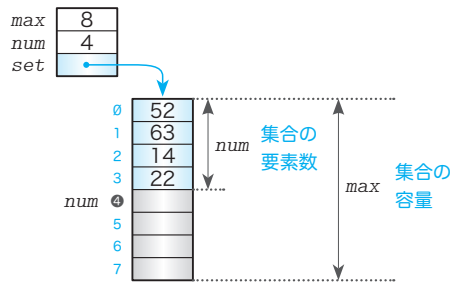 max 8
num 4
set
0 52
1 63
2 14
3 22
num 4
5
6
7
num 集合の
要素数
max 集合の
容量